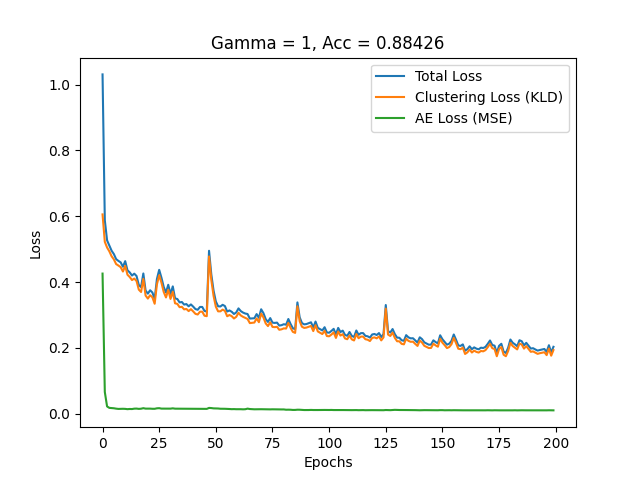 Gamma = 1, Acc = 0.88426
Total Loss
Clustering Loss (KLD)
AE Loss (MSE)
1.0
0.8
0.6
0.4
0.2
0.0
Loss
0 25 50 75 100 125 150 175 200
Epochs